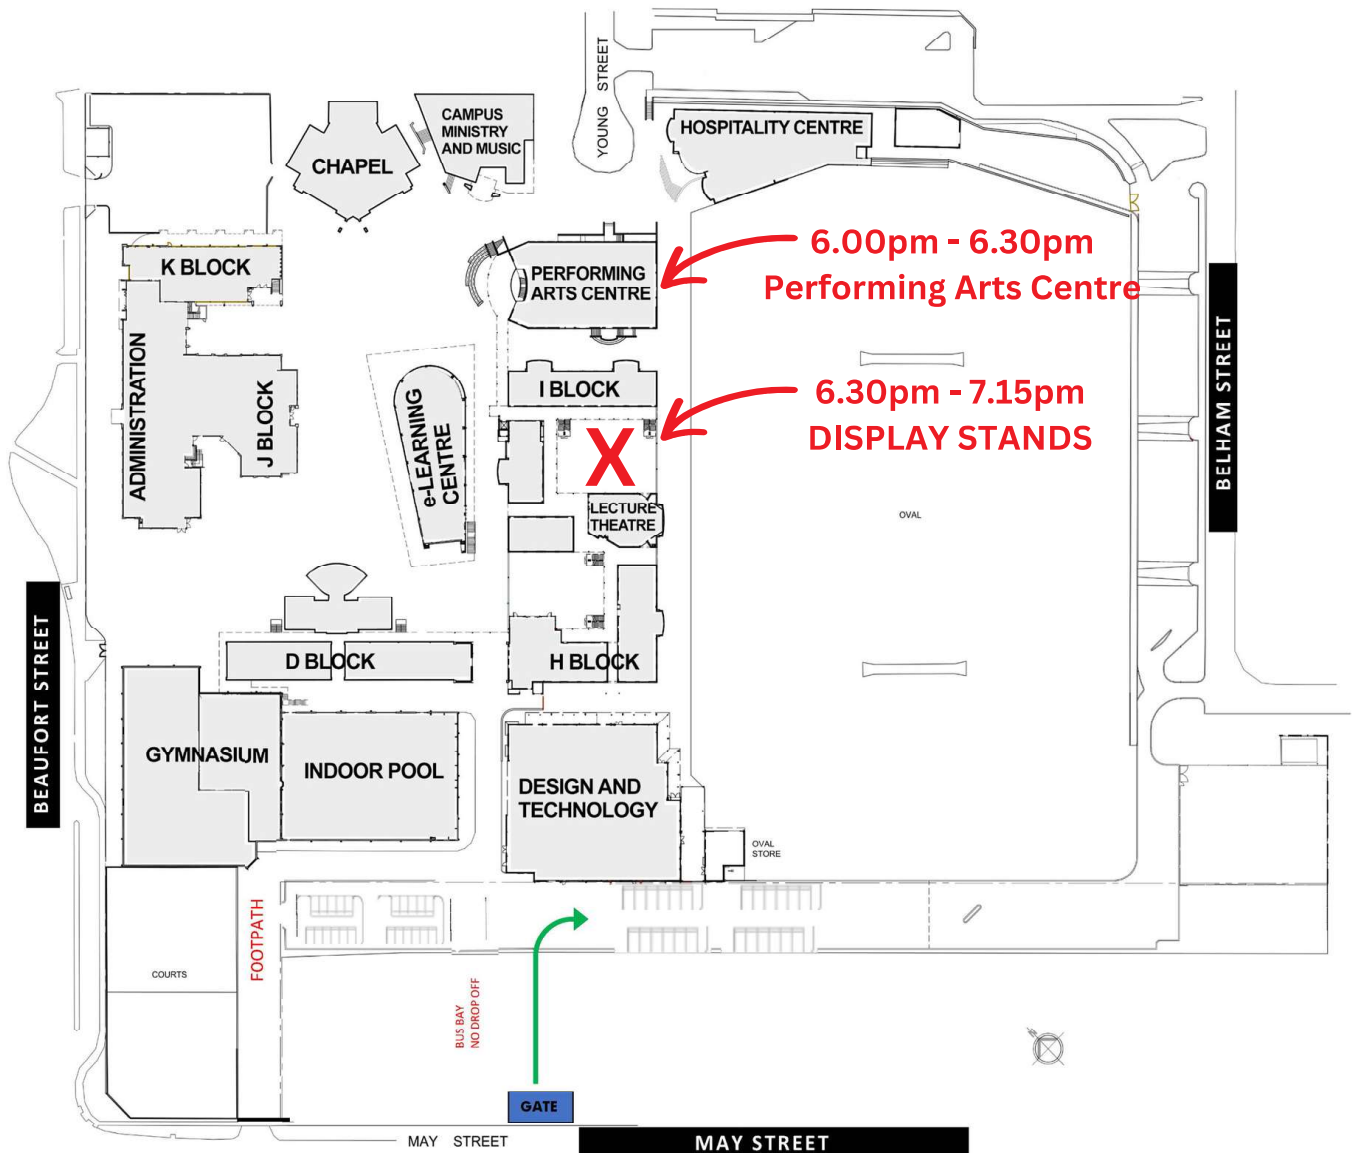 YOUNG STREET
CAMPUS
MINISTRY
AND MUSIC
CHAPEL
HOSPITALITY CENTRE
K BLOCK
PERFORMING
ARTS CENTRE
6.00pm - 6.30pm
Performing Arts Centre
ADMINISTRATION
J BLOCK
e-LEARNING
CENTRE
I BLOCK
6.30pm - 7.15pm
DISPLAY STANDS
X
LECTURE
THEATRE
OVAL
BELHAM STREET
BEAUFORT STREET
D BLOCK
H BLOCK
GYMNASIUM
INDOOR POOL
DESIGN AND
TECHNOLOGY
OVAL
STORE
FOOTPATH
COURTS
BUS BAY
NO DROP OFF
N
GATE
MAY STREET
MAY STREET